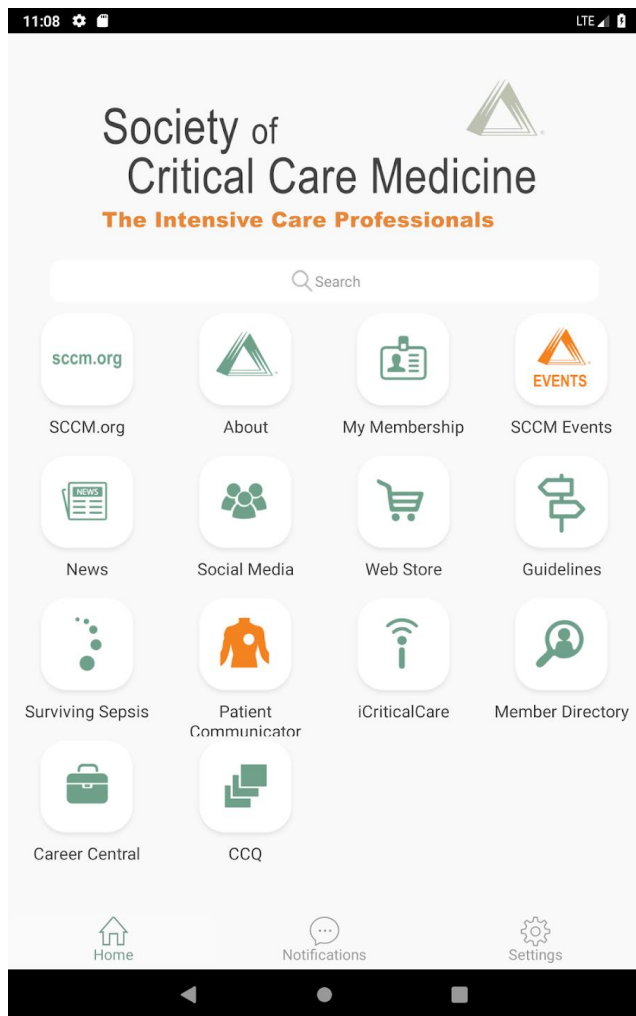 11:08
LTE
Society of
Critical Care Medicine
The Intensive Care Professionals
Search
sccm.org
EVENTS
SCCM.org
About
My Membership
SCCM Events
NEWS
News
Social Media
Web Store
Guidelines
Surviving Sepsis
Patient
Communicator
iCriticalCare
Member Directory
Career Central
CCQ
Home
Notifications
Settings